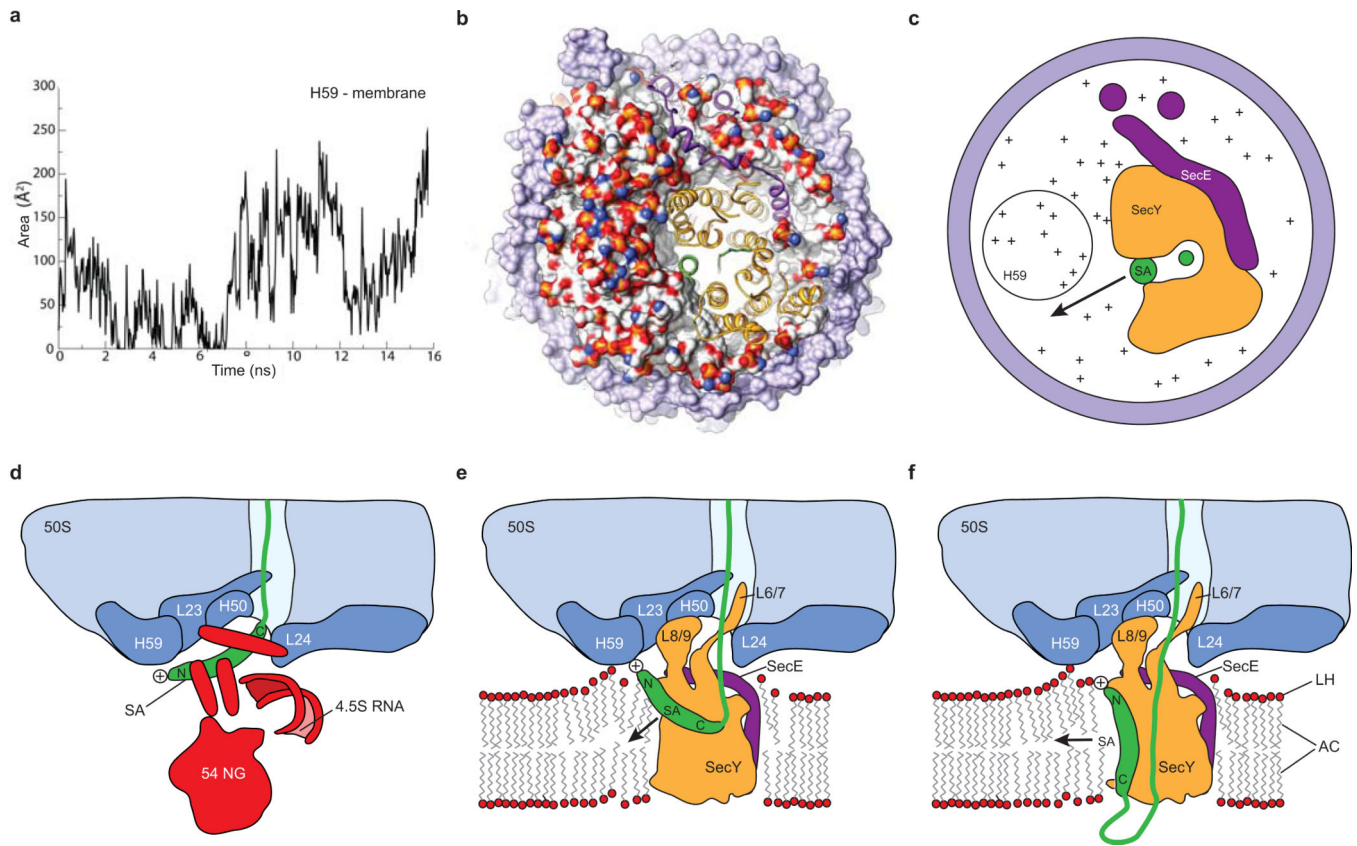 a
H59 - membrane
Area (Å²)
300
250
200
150
100
50
0
0 2 4 6 8 10 12 14 16
Time (ns)
b
c
SecE
SecY
H59
SA
+
d
50S
L23
H50
H59
L24
C
N
+
SA
4.5S RNA
54 NG
e
50S
L23
H50
L6/7
H59
L8/9
L24
+
SecE
N
SA
C
SecY
f
50S
L23
H50
L6/7
H59
L8/9
L24
SecE
+
LH
N
SA
AC
C
SecY